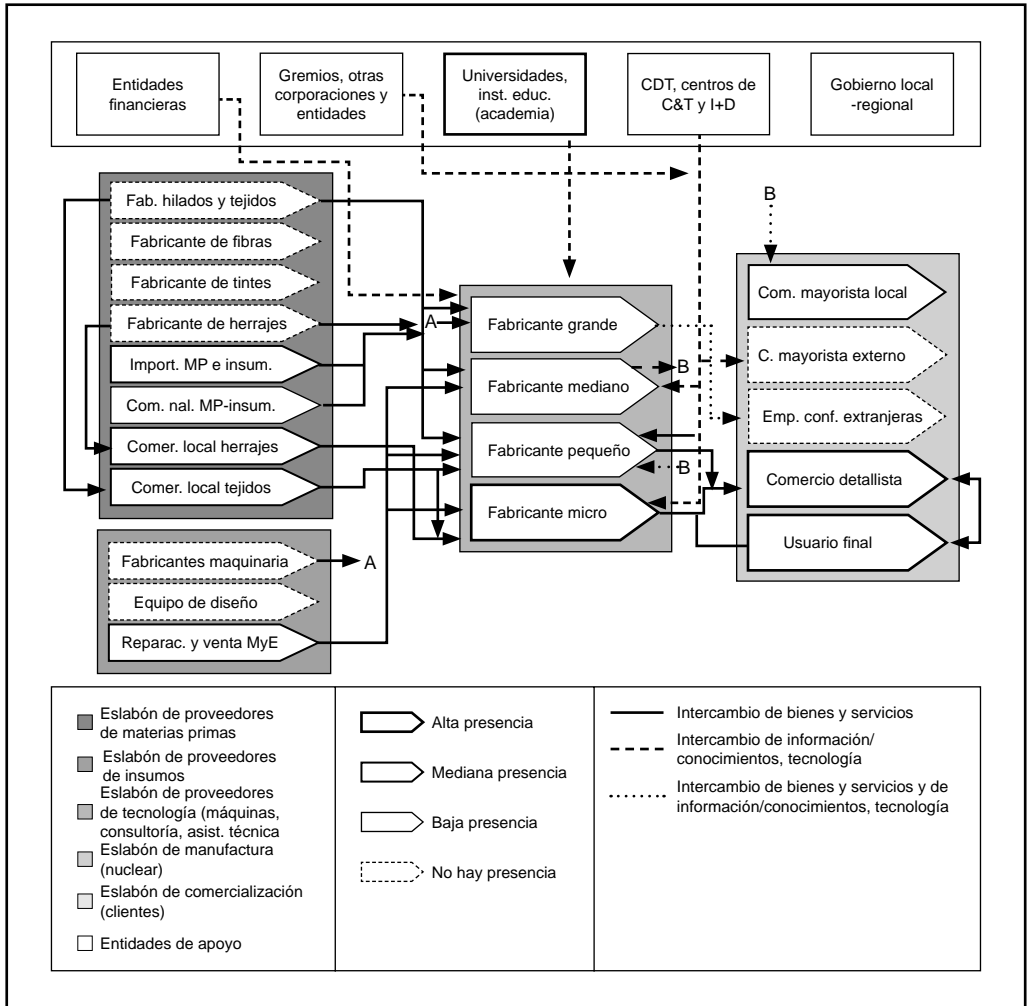 Entidades
financieras
Gremios, otras
corporaciones y
entidades
Universidades,
inst. educ.
(academia)
CDT, centros de
C&T y I+D
Gobierno local
-regional
Fab. hilados y tejidos
Fabricante de fibras
Fabricante de tintes
Fabricante de herrajes
Import. MP e insum.
Com. nal. MP-insum.
Comer. local herrajes
Comer. local tejidos
Fabricantes maquinaria
A
Equipo de diseño
Reparac. y venta MyE
A
Fabricante grande
Fabricante mediano
B
Fabricante pequeño
B
Fabricante micro
B
Com. mayorista local
C. mayorista externo
Emp. conf. extranjeras
Comercio detallista
Usuario final
Eslabón de proveedores
de materias primas
Eslabón de proveedores
de insumos
Eslabón de proveedores
de tecnología (máquinas,
consultoría, asist. técnica
Eslabón de manufactura
(nuclear)
Eslabón de comercialización
(clientes)
Entidades de apoyo
Alta presencia
Mediana presencia
Baja presencia
No hay presencia
Intercambio de bienes y servicios
Intercambio de información/
conocimientos, tecnología
Intercambio de bienes y servicios y de
información/conocimientos, tecnología